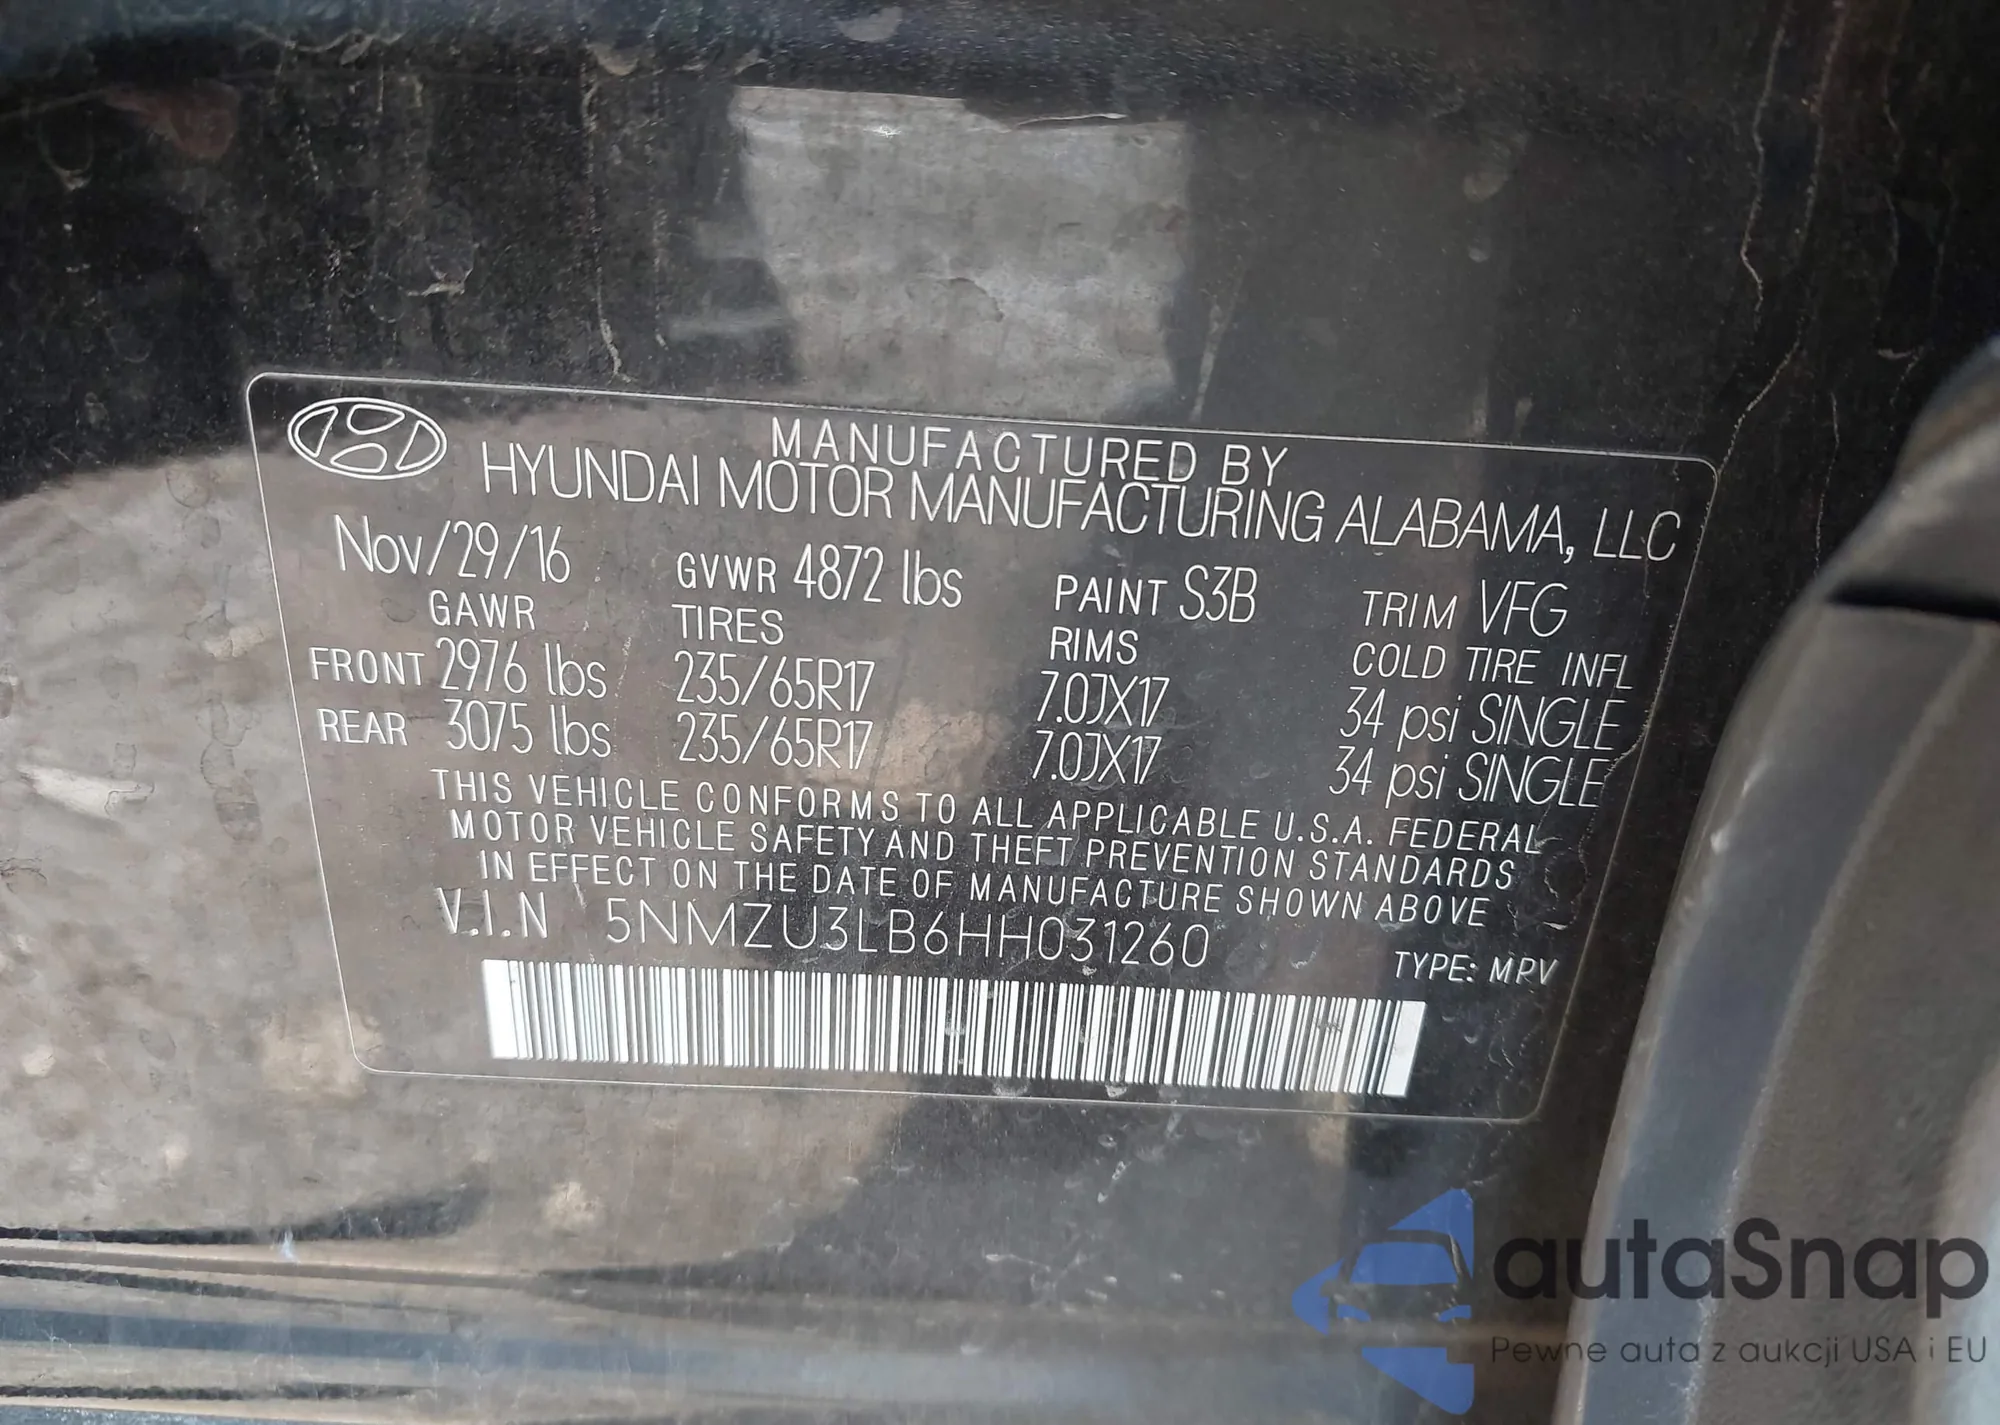 MANUFACTURED BY
HYUNDAI MOTOR MANUFACTURING ALABAMA, LLC
Nov/29/16 GVWR 4872 lbs PAINT S3B TRIM VFG
GAWR TIRES RIMS COLD TIRE INFL
FRONT 2976 lbs 235/65R17 7.0JX17 34 psi SINGLE
REAR 3075 lbs 235/65R17 7.0JX17 34 psi SINGLE
THIS VEHICLE CONFORMS TO ALL APPLICABLE U.S.A. FEDERAL
MOTOR VEHICLE SAFETY AND THEFT PREVENTION STANDARDS
IN EFFECT ON THE DATE OF MANUFACTURE SHOWN ABOVE
V.I.N 5NMZU3LB6HH031260
TYPE: MPV
autaSnap
Pewne auta z aukcji USA i EU